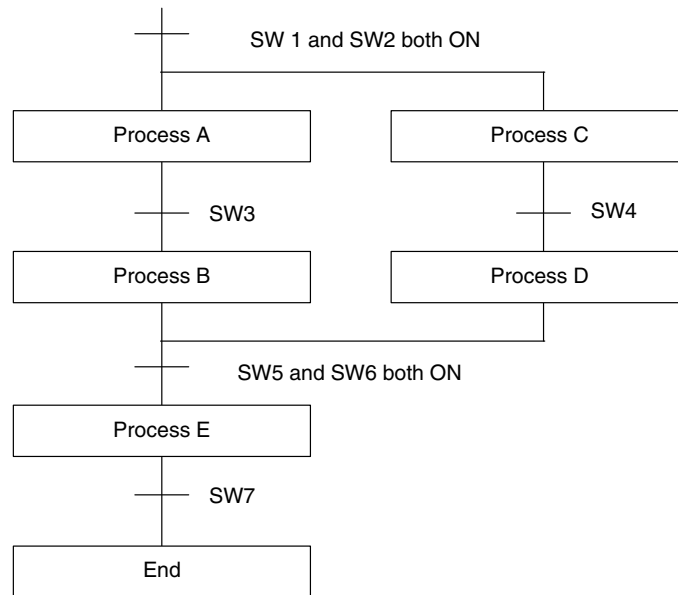 SW 1 and SW2 both ON
Process A
Process C
SW3
SW4
Process B
Process D
SW5 and SW6 both ON
Process E
SW7
End